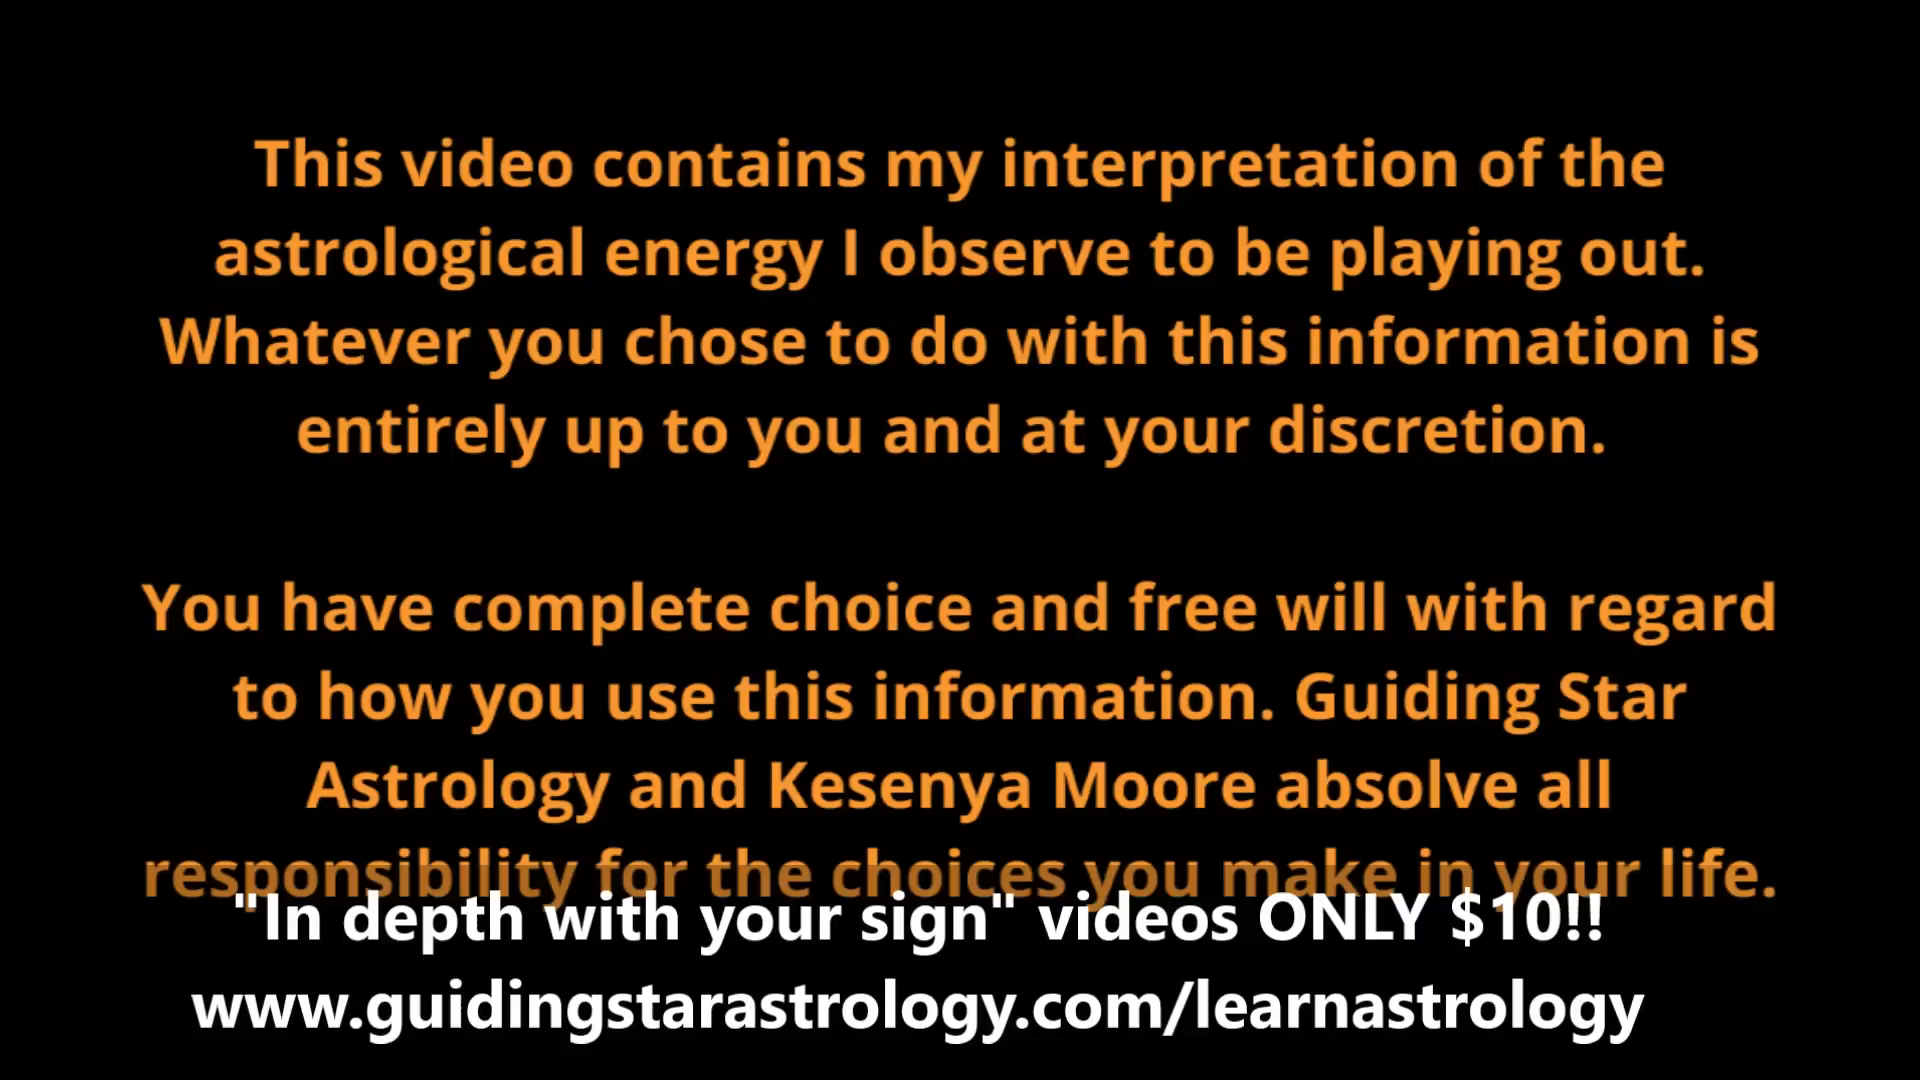 This video contains my interpretation of the
astrological energy I observe to be playing out.
Whatever you chose to do with this information is
entirely up to you and at your discretion.
You have complete choice and free will with regard
to how you use this information. Guiding Star
Astrology and Kesenya Moore absolve all
responsibility for the choices you make in your life.
"In depth with your sign" videos ONLY $10!!
www.guidingstarastrology.com/learnastrology